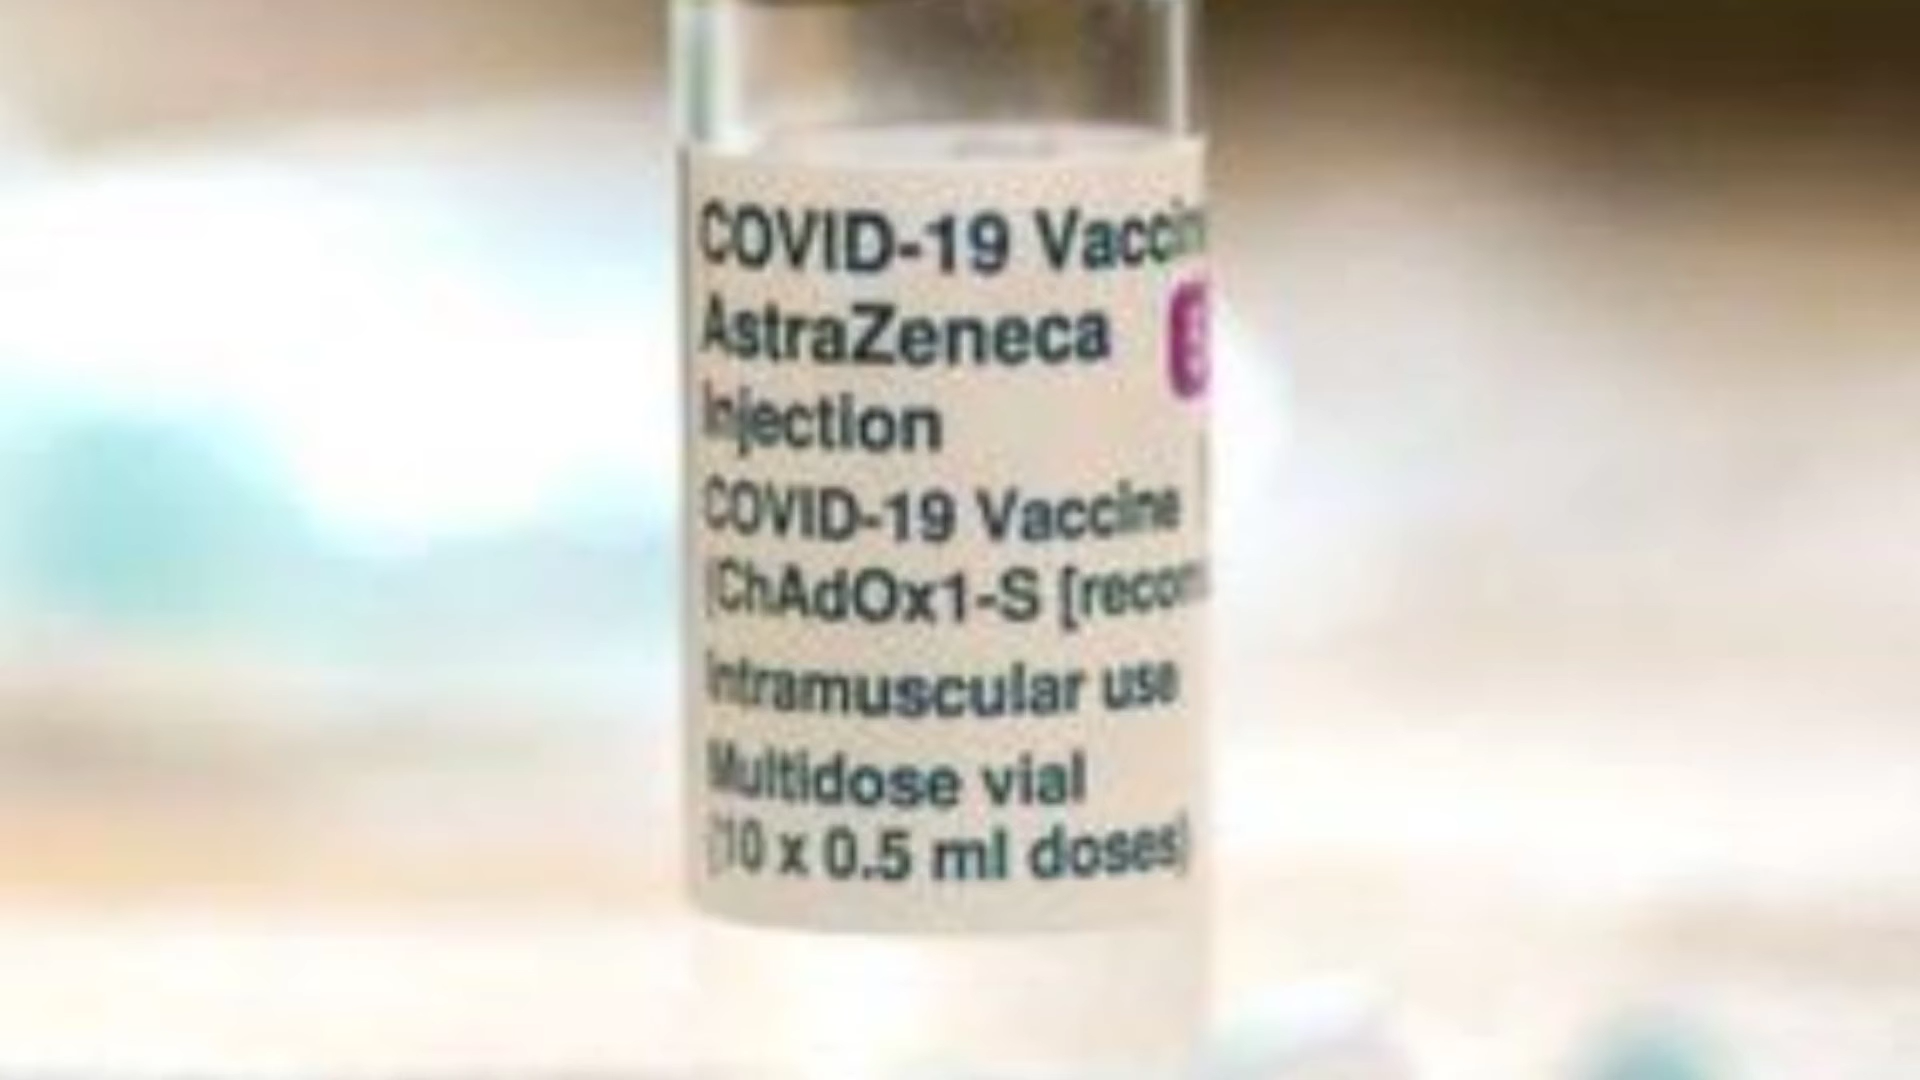 COVID-19 Vaccin
AstraZeneca
Injection
COVID-19 Vaccine
(ChAdOx1-S [recom
Intramuscular use
Multidose vial
(10 x 0.5 ml doses)